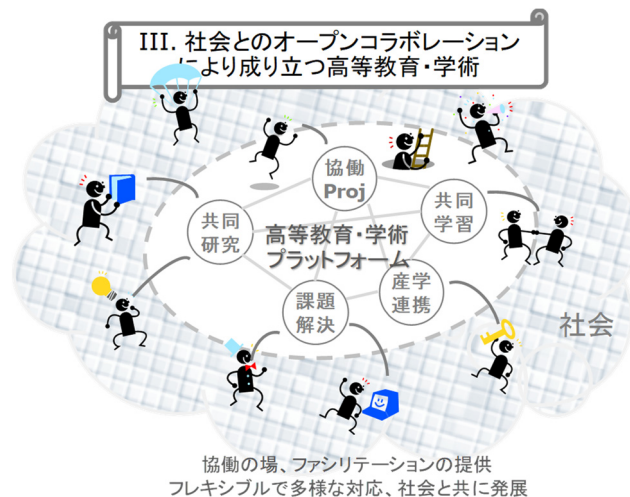 III. 社会とのオープンコラボレーション
により成り立つ高等教育・学術
協働
Proj
共同
学習
共同
研究
高等教育・学術
プラットフォーム
産学
連携
課題
解決
社会
協働の場、ファシリテーションの提供
フレキシブルで多様な対応、社会と共に発展